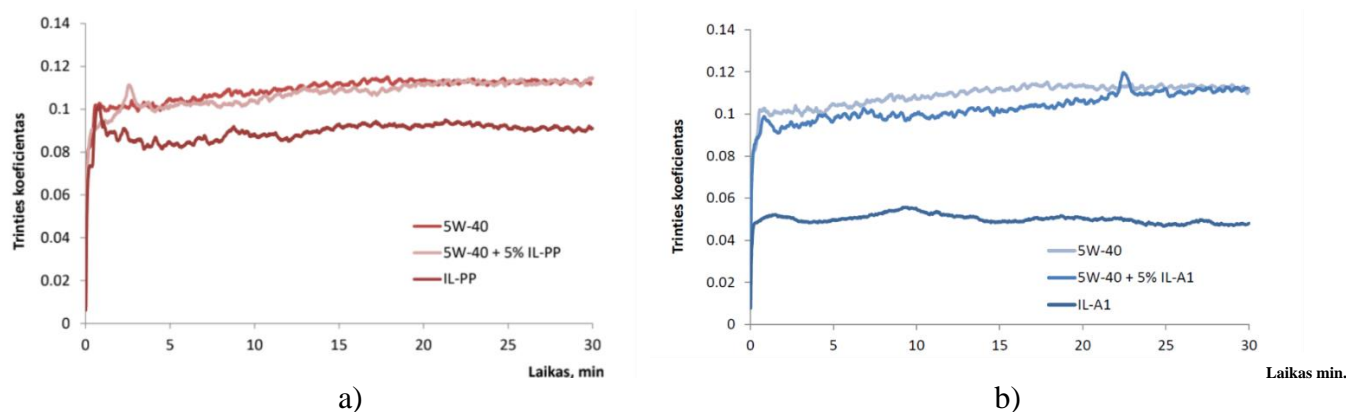 0.14
0.12
0.1
0.08
0.06
0.04
0.02
0
Trinties koeficientas
5W-40
5W-40 + 5% IL-PP
IL-PP
0 5 10 15 20 25 30
Laikas, min
a)
0.14
0.12
0.1
0.08
0.06
0.04
0.02
0
Trinties koeficientas
5W-40
5W-40 + 5% IL-A1
IL-A1
0 5 10 15 20 25 30
Laikas min.
b)